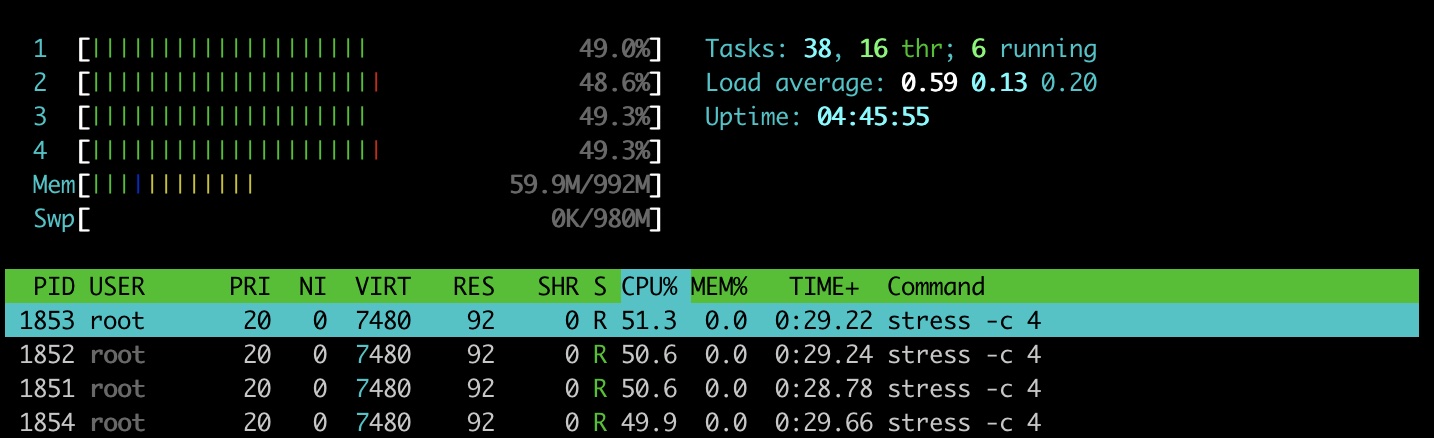 1 [||||||||||||||||||||49.0%] Tasks: 38, 16 thr; 6 running
2 [|||||||||||||||||||||48.6%] Load average: 0.59 0.13 0.20
3 [||||||||||||||||||||49.3%] Uptime: 04:45:55
4 [|||||||||||||||||||||49.3%]
Mem[||||||||||||59.9M/992M]
Swp[0K/980M]
PID USER PRI NI VIRT RES SHR S CPU% MEM% TIME+ Command
1853 root 20 0 7480 92 0 R 51.3 0.0 0:29.22 stress -c 4
1852 root 20 0 7480 92 0 R 50.6 0.0 0:29.24 stress -c 4
1851 root 20 0 7480 92 0 R 50.6 0.0 0:28.78 stress -c 4
1854 root 20 0 7480 92 0 R 49.9 0.0 0:29.66 stress -c 4